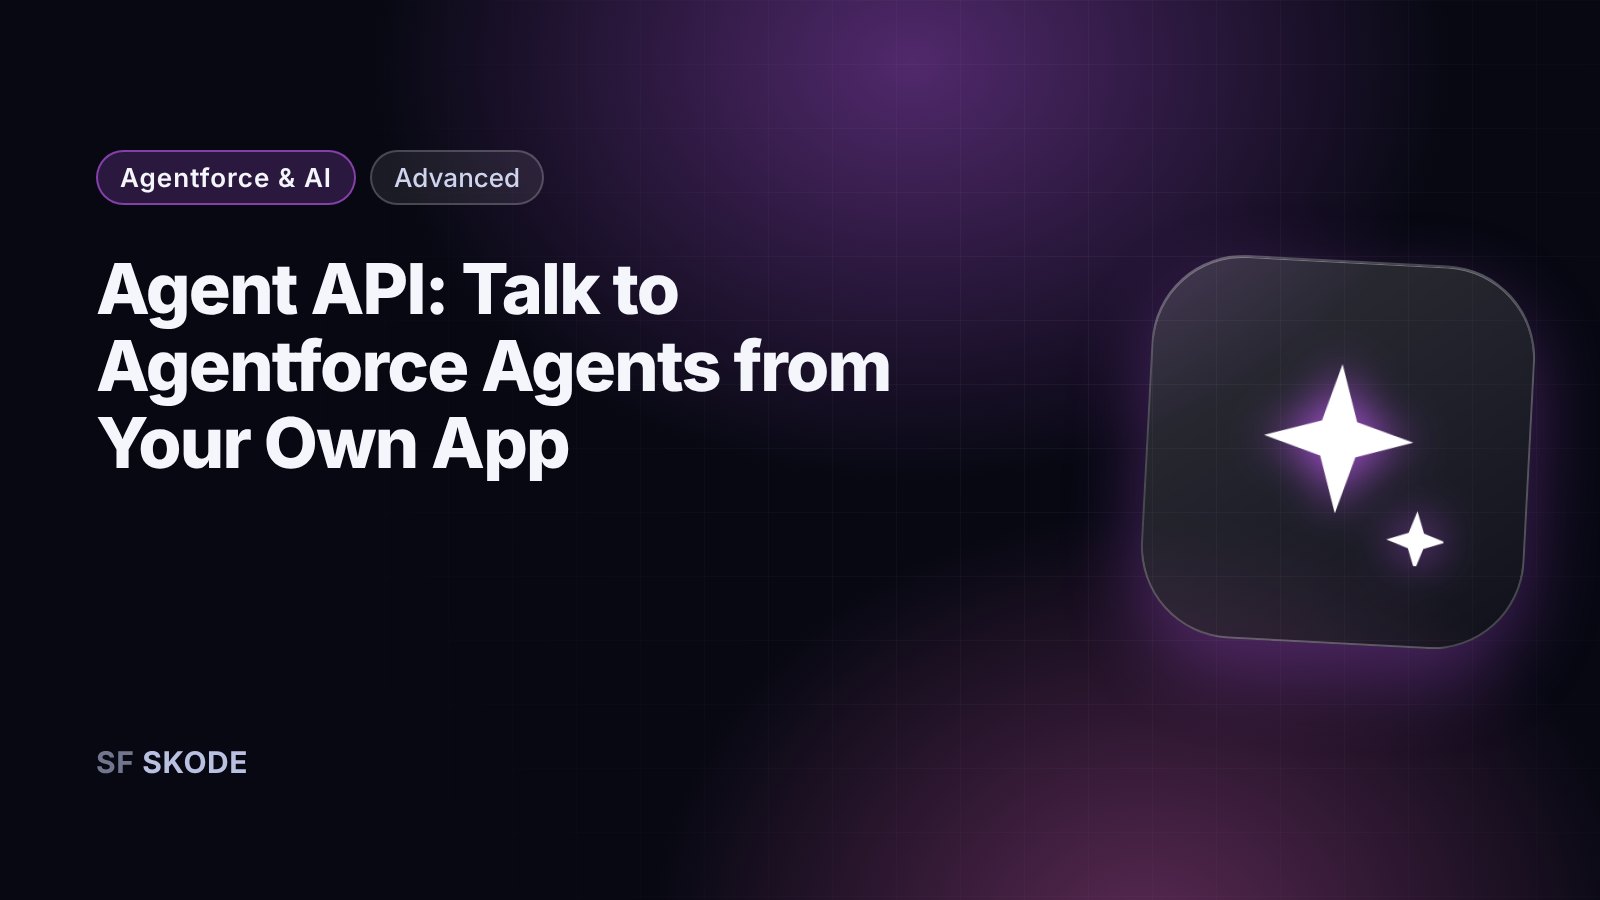 Agentforce & AI
Advanced
Agent API: Talk to
Agentforce Agents from
Your Own App
SF SKODE